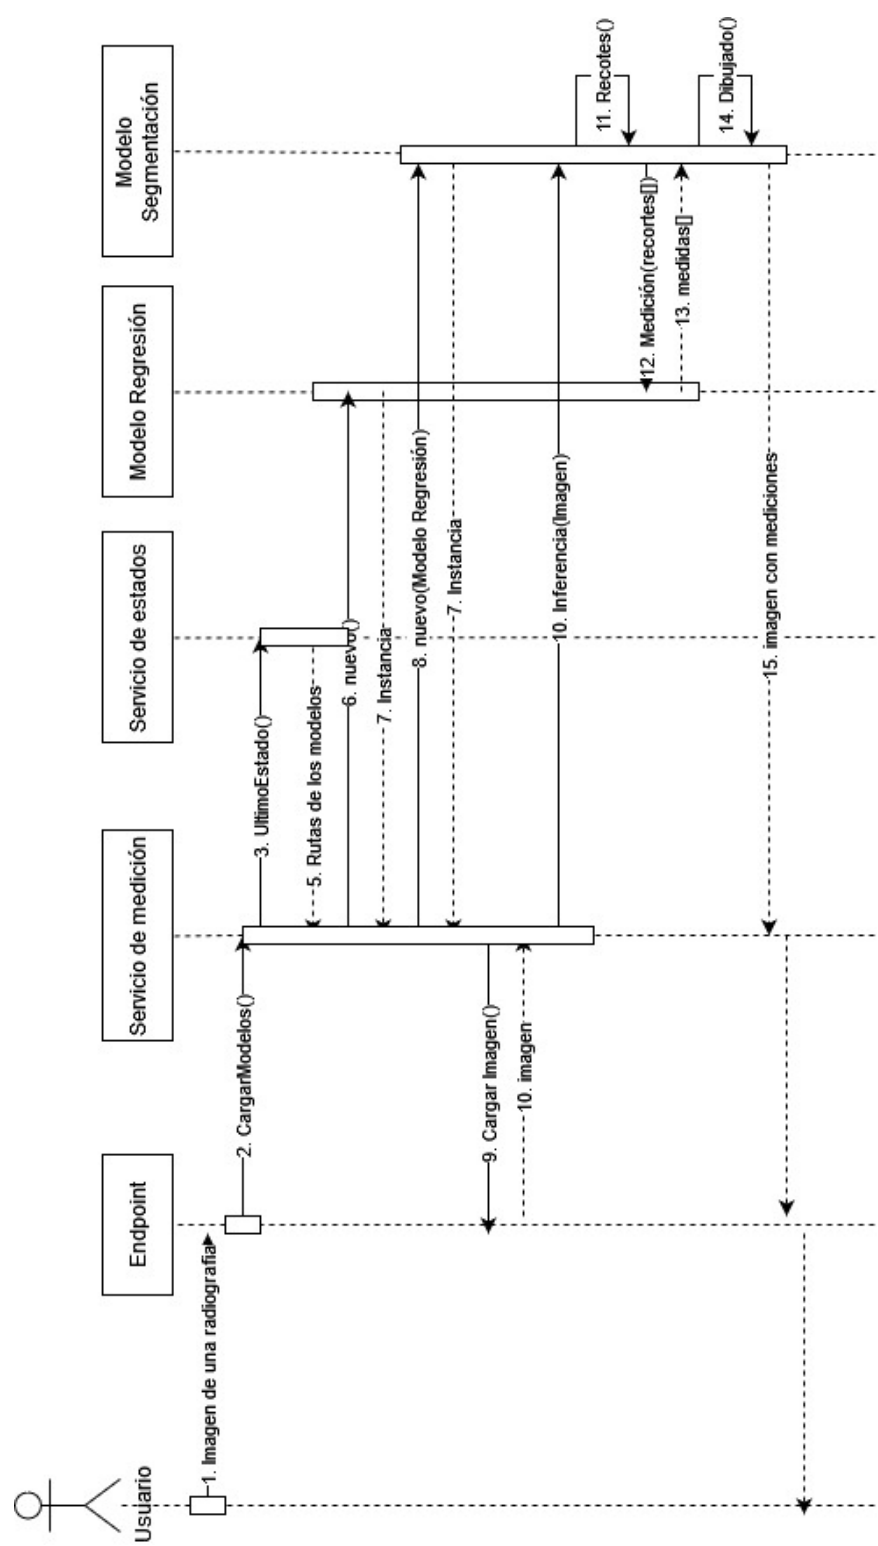 Usuario
Endpoint
Servicio de medición
Servicio de estados
Modelo Regresión
Modelo
Segmentación
1. Imagen de una radiografia
2. CargarModelos()
3. UltimoEstado()
5. Rutas de los modelos
6. nuevo()
7. Instancia
8. nuevo(Modelo Regresión)
7. Instancia
9. Cargar Imagen()
10. imagen
10. Inferencia(Imagen)
11. Recotes()
12. Medición(recortes[])
13. medidas[]
14. Dibujado()
15. imagen con mediciones